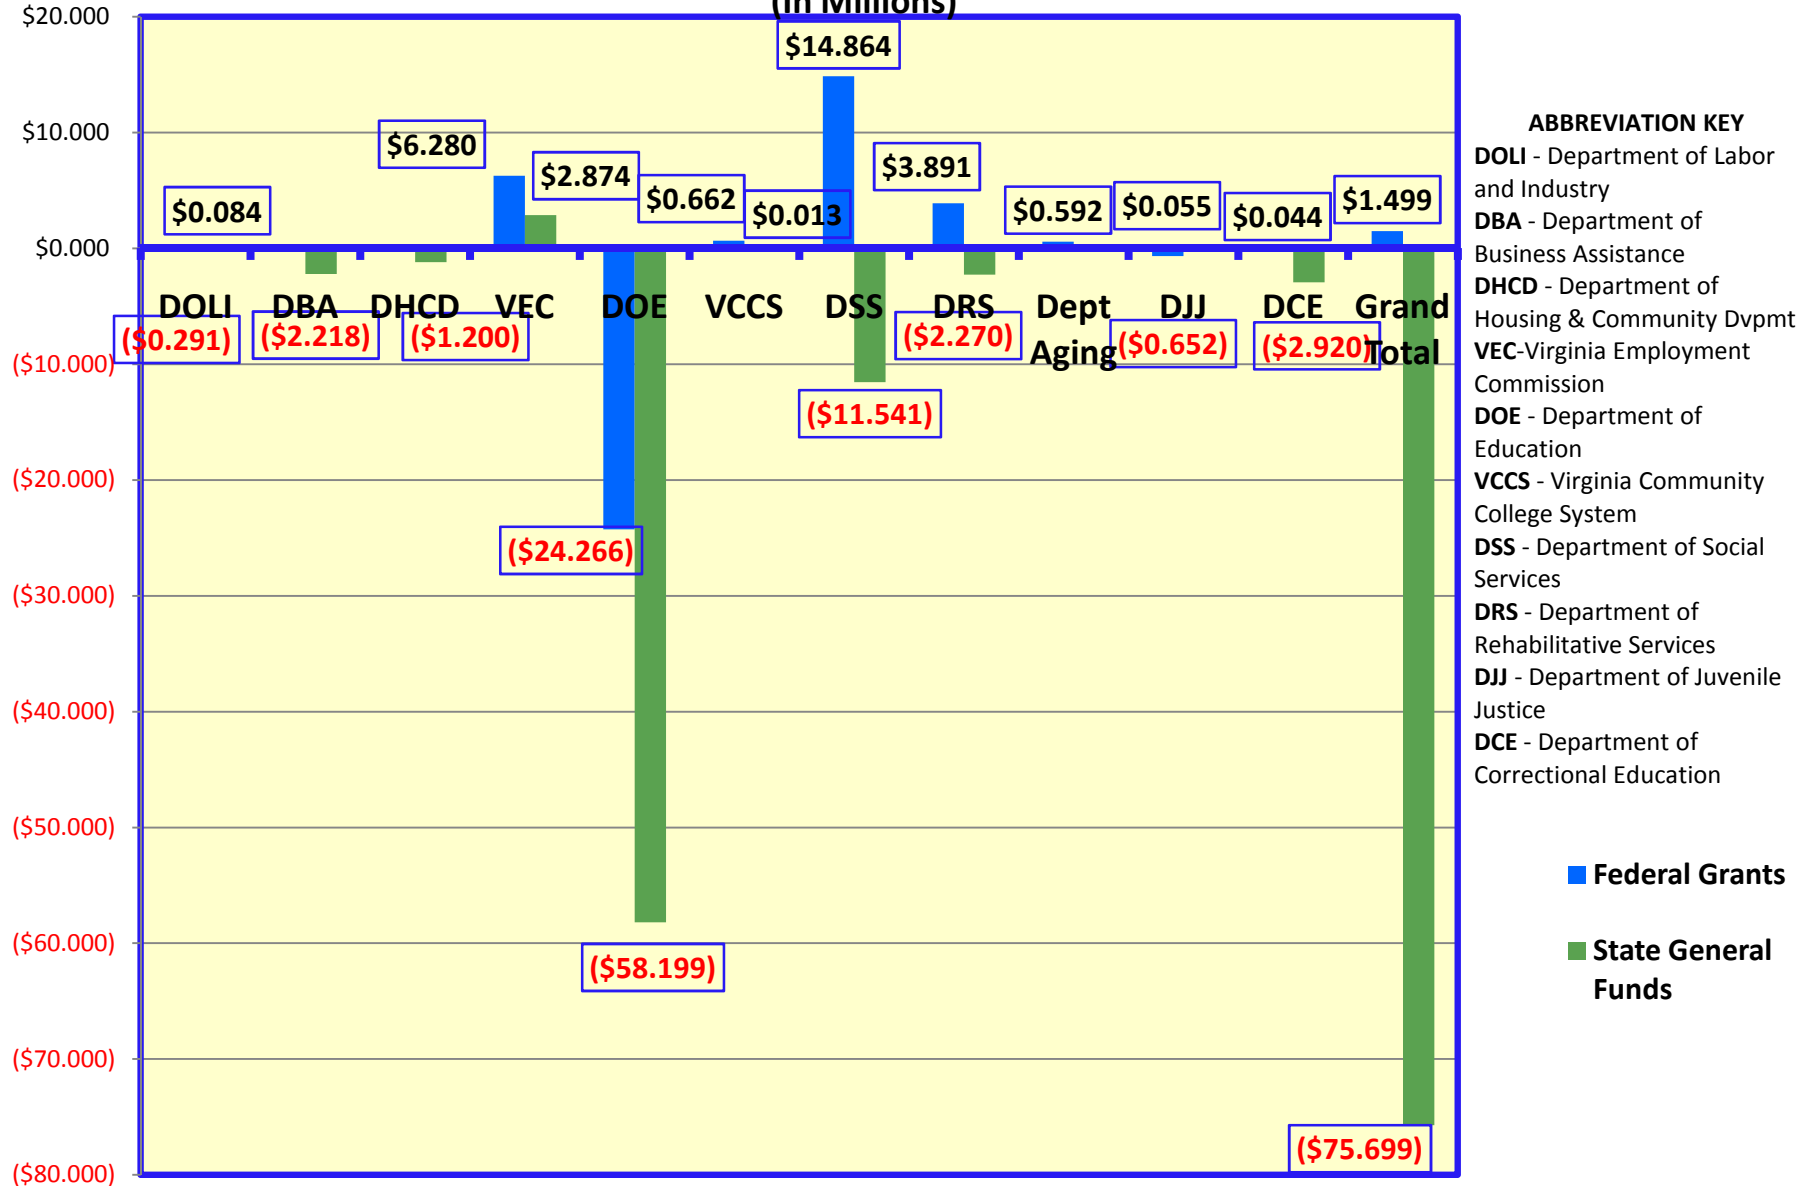 (In Millions)
$20.000
$10.000
$0.000
($10.000)
($20.000)
($30.000)
($40.000)
($50.000)
($60.000)
($70.000)
($80.000)
$14.864
$6.280
$2.874
$3.891
$0.084
$0.662
$0.013
$0.592
$0.055
$0.044
$1.499
DOLI
DBA
DHCD
VEC
DOE
VCCS
DSS
DRS
Dept
Aging
DJJ
DCE
Grand
Total
($0.291)
($2.218)
($1.200)
($2.270)
($0.652)
($2.920)
($11.541)
($24.266)
($58.199)
($75.699)
ABBREVIATION KEY
DOLI - Department of Labor
and Industry
DBA - Department of
Business Assistance
DHCD - Department of
Housing & Community Dvpmt
VEC-Virginia Employment
Commission
DOE - Department of
Education
VCCS - Virginia Community
College System
DSS - Department of Social
Services
DRS - Department of
Rehabilitative Services
DJJ - Department of Juvenile
Justice
DCE - Department of
Correctional Education
Federal Grants
State General
Funds